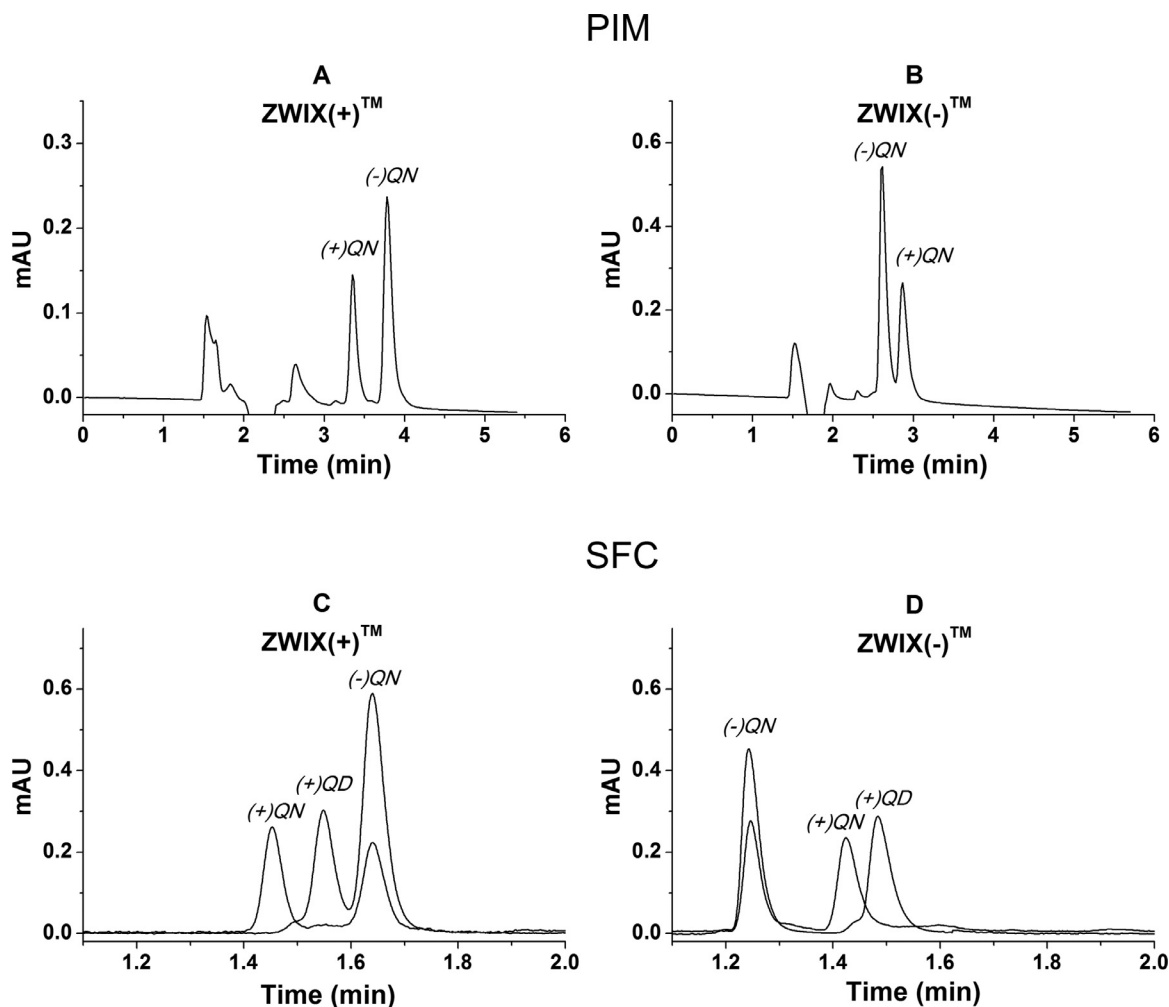 PIM
A
ZWIX(+)™
(-)QN
(+)QN
mAU
0.3
0.2
0.1
0.0
0 1 2 3 4 5 6
Time (min)
B
ZWIX(-)™
(-)QN
(+)QN
mAU
0.6
0.4
0.2
0.0
0 1 2 3 4 5 6
Time (min)
SFC
C
ZWIX(+)™
(-)QN
(+)QD
(+)QN
mAU
0.6
0.4
0.2
0.0
1.2 1.4 1.6 1.8 2.0
Time (min)
D
ZWIX(-)™
(-)QN
(+)QD
(+)QN
mAU
0.6
0.4
0.2
0.0
1.2 1.4 1.6 1.8 2.0
Time (min)